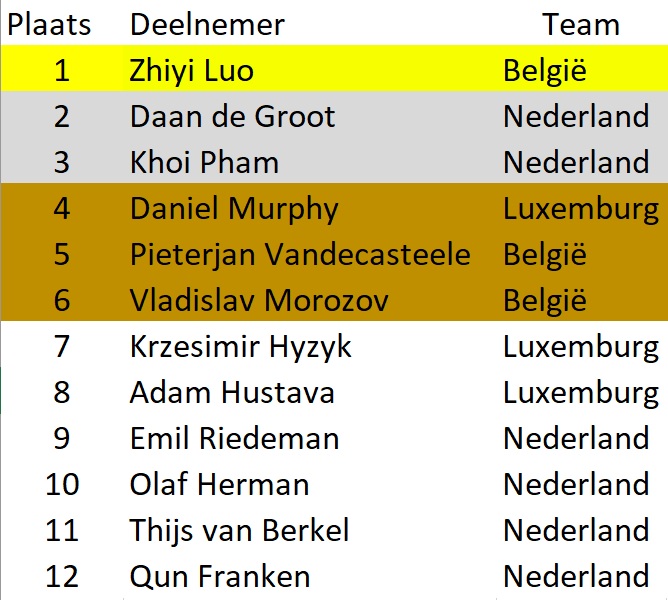 Plaats Deelnemer Team
1 Zhiyi Luo België
2 Daan de Groot Nederland
3 Khoi Pham Nederland
4 Daniel Murphy Luxemburg
5 Pieterjan Vandecasteele België
6 Vladislav Morozov België
7 Krzesimir Hyzyk Luxemburg
8 Adam Hustava Luxemburg
9 Emil Riedeman Nederland
10 Olaf Herman Nederland
11 Thijs van Berkel Nederland
12 Qun Franken Nederland